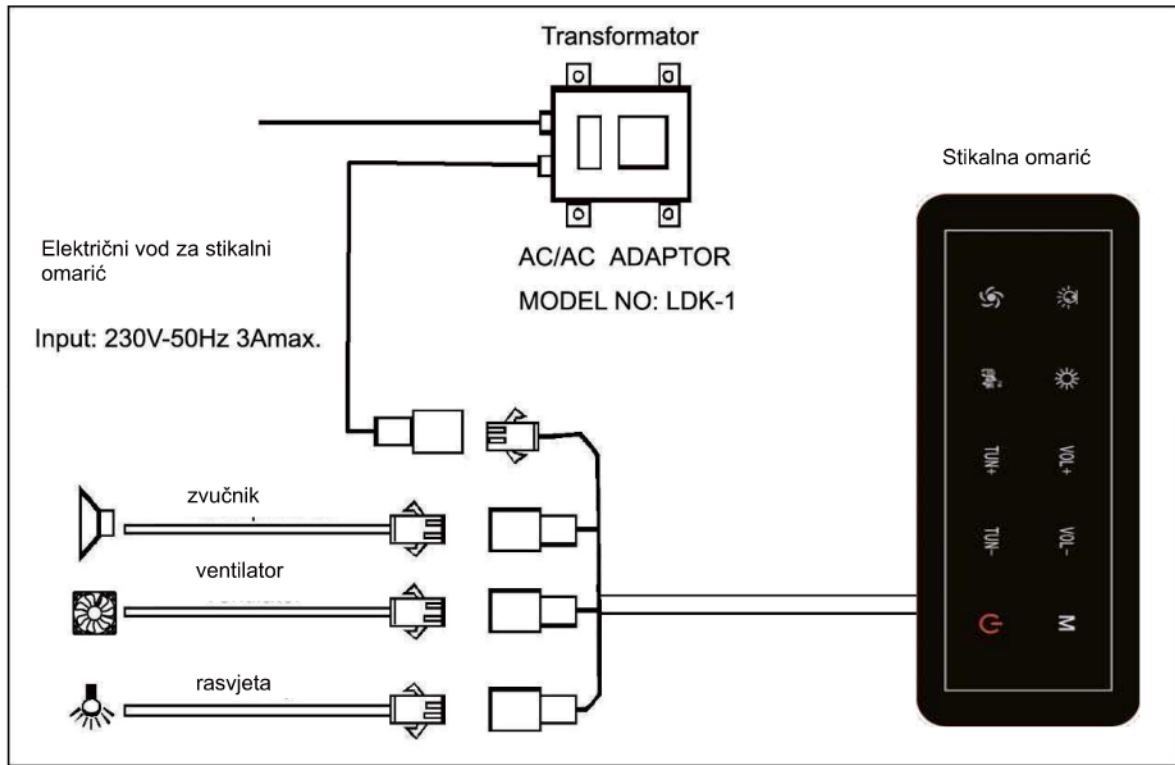 Transformator
Stikalna omarić
Električni vod za stikalni
omarić
AC/AC ADAPTOR
MODEL NO: LDK-1
Input: 230V-50Hz 3Amax.
zvučnik
ventilator
rasvjeta
TUN+
VOL+
TUN-
VOL-
M